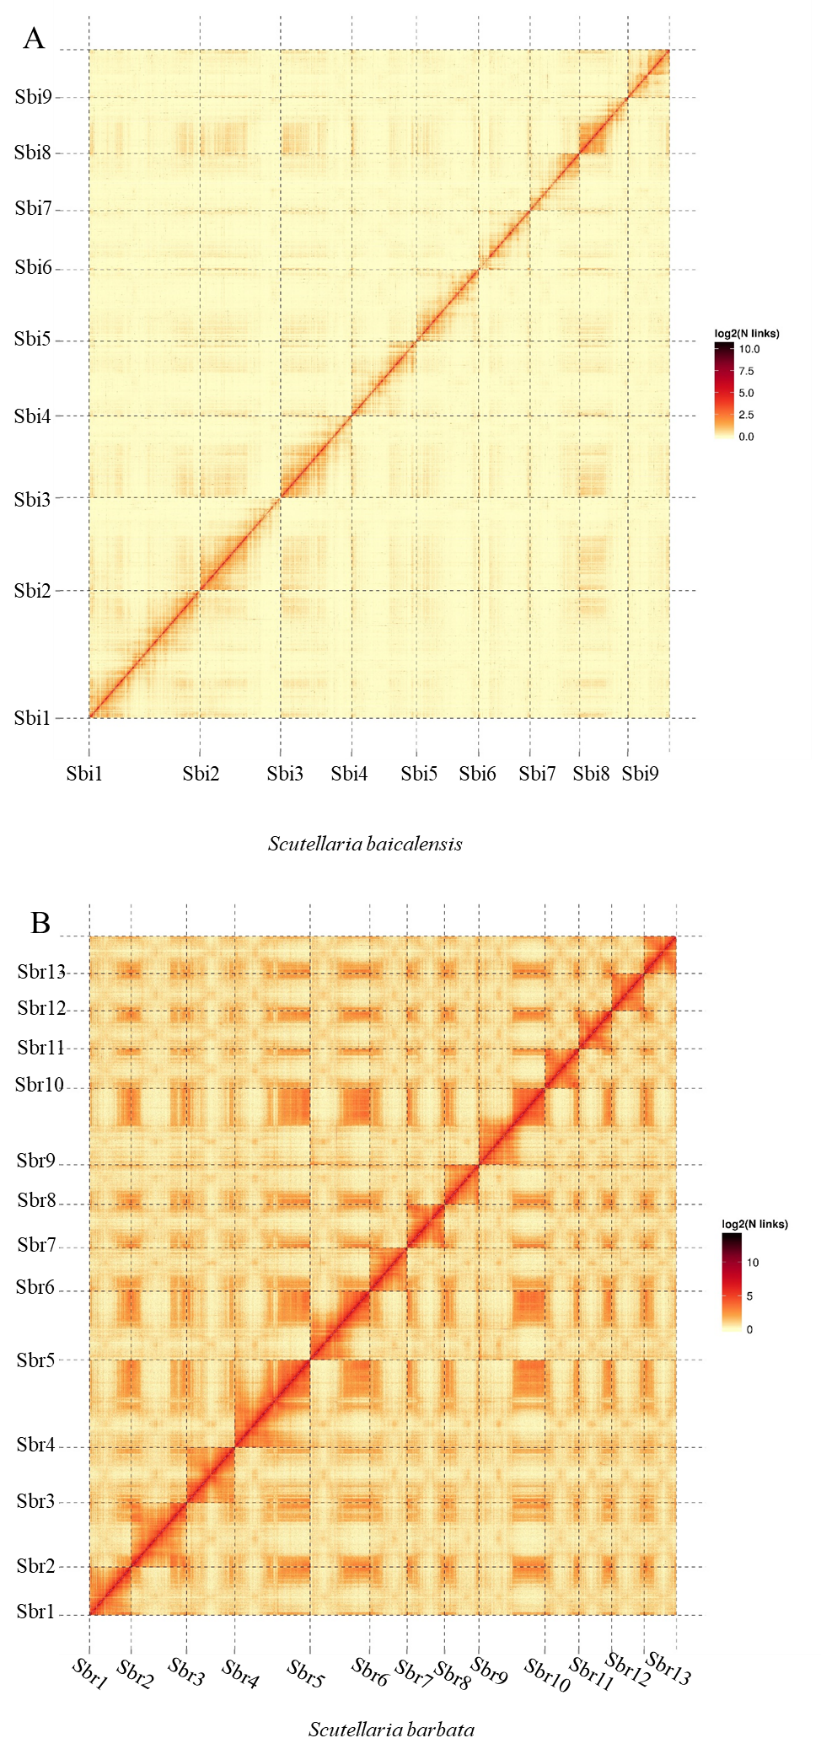 A
Sbi9
Sbi8
Sbi7
Sbi6
Sbi5
Sbi4
Sbi3
Sbi2
Sbi1
log2(N links)
10.0
7.5
5.0
2.5
0.0
Sbi1 Sbi2 Sbi3 Sbi4 Sbi5 Sbi6 Sbi7 Sbi8 Sbi9
Scutellaria baicalensis
B
Sbr13
Sbr12
Sbr11
Sbr10
Sbr9
Sbr8
Sbr7
Sbr6
Sbr5
Sbr4
Sbr3
Sbr2
Sbr1
log2(N links)
10
5
0
Sbr1 Sbr2 Sbr3 Sbr4 Sbr5 Sbr6 Sbr7 Sbr8 Sbr9 Sbr10 Sbr11 Sbr12 Sbr13
Scutellaria barbata